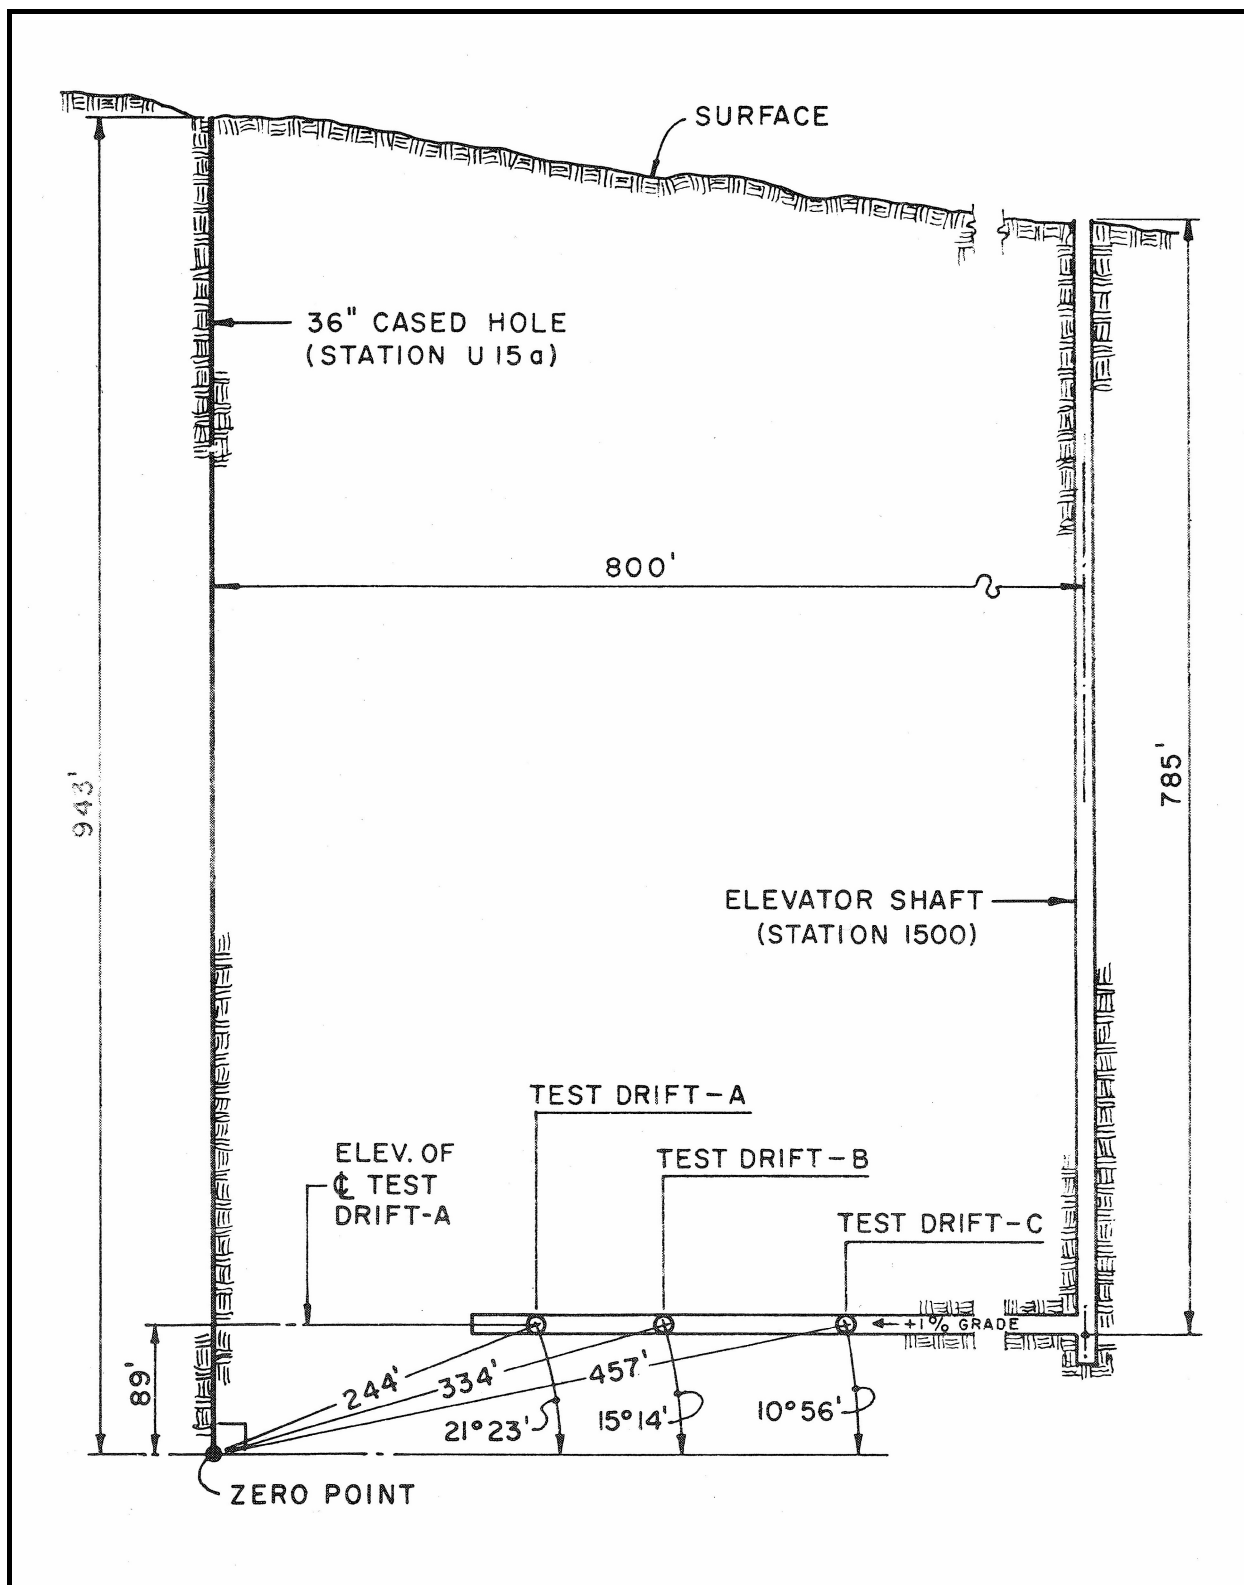 SURFACE
36" CASED HOLE
(STATION U15a)
800'
943'
785'
ELEVATOR SHAFT
(STATION 1500)
TEST DRIFT-A
ELEV. OF
℄ TEST
DRIFT-A
TEST DRIFT-B
TEST DRIFT-C
+1% GRADE
89'
244'
334'
457'
21°23'
15°14'
10°56'
ZERO POINT